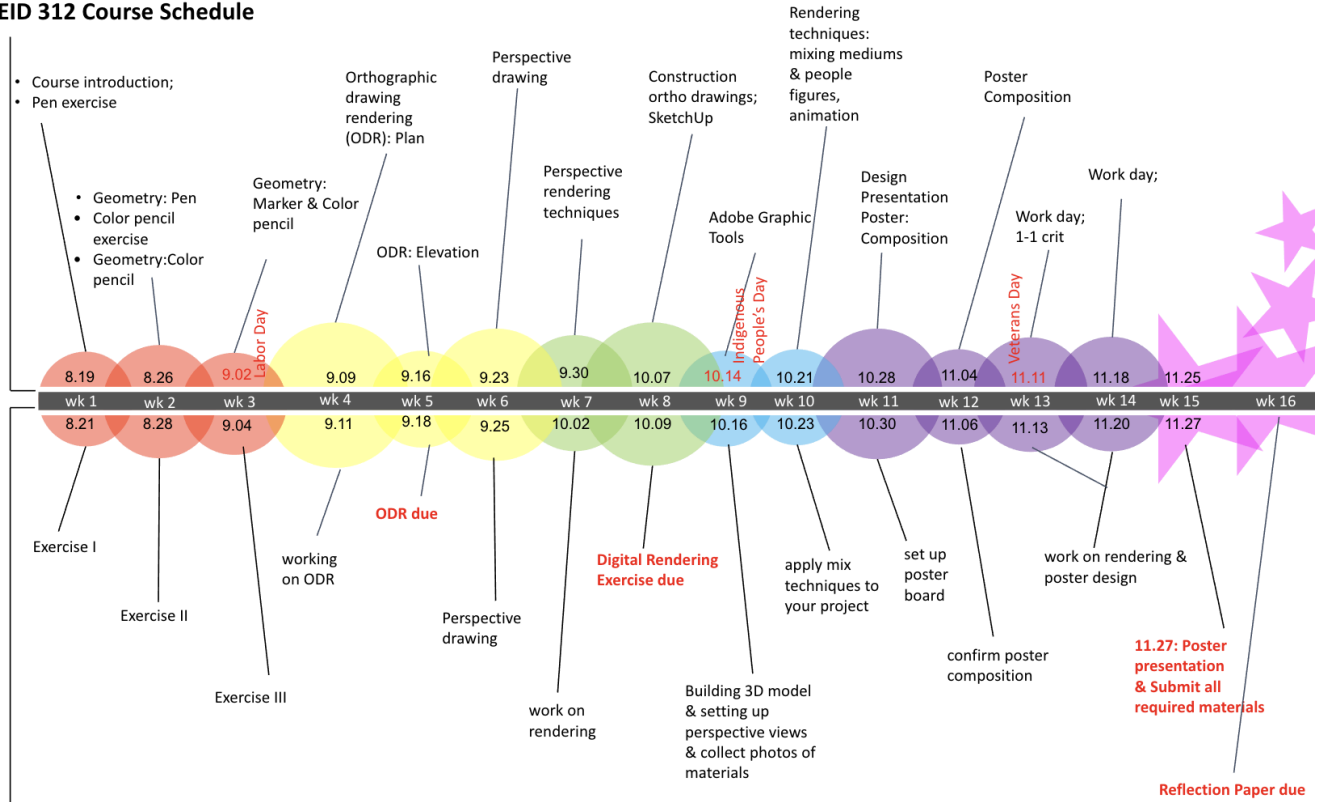 EID 312 Course Schedule
• Course introduction;
• Pen exercise
• Geometry: Pen
• Color pencil
exercise
• Geometry:Color
pencil
Geometry:
Marker & Color
pencil
Orthographic
drawing
rendering
(ODR): Plan
ODR: Elevation
Perspective
drawing
Perspective
rendering
techniques
Construction
ortho drawings;
SketchUp
Adobe Graphic
Tools
Rendering
techniques:
mixing mediums
& people
figures,
animation
Design
Presentation
Poster:
Composition
Poster
Composition
Work day;
1-1 crit
Work day;
Labor Day
Indigenous
People's Day
Veterans Day
8.19 8.26 9.02 9.09 9.16 9.23 9.30 10.07 10.14 10.21 10.28 11.04 11.11 11.18 11.25
wk 1 wk 2 wk 3 wk 4 wk 5 wk 6 wk 7 wk 8 wk 9 wk 10 wk 11 wk 12 wk 13 wk 14 wk 15 wk 16
8.21 8.28 9.04 9.11 9.18 9.25 10.02 10.09 10.16 10.23 10.30 11.06 11.13 11.20 11.27
Exercise I
Exercise II
Exercise III
working
on ODR
ODR due
Perspective
drawing
work on
rendering
Digital Rendering
Exercise due
Building 3D model
& setting up
perspective views
& collect photos of
materials
apply mix
techniques to
your project
set up
poster
board
confirm poster
composition
work on rendering &
poster design
11.27: Poster
presentation
& Submit all
required materials
Reflection Paper due